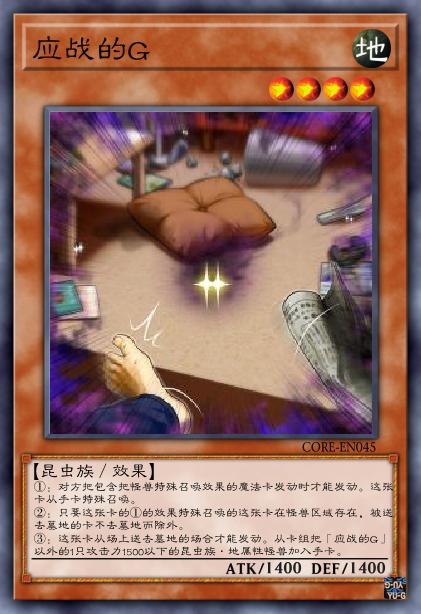 应战的G
地
CORE-EN045
【昆虫族／效果】
①：对方把包含把怪兽特殊召唤效果的魔法卡发动时才能发动。这张
卡从手卡特殊召唤。
②：只要这张卡的①的效果特殊召唤的这张卡在怪兽区域存在，被送
去墓地的卡不去墓地而除外。
③：这张卡从场上送去墓地的场合才能发动。从卡组把「应战的G」
以外的1只攻击力1500以下的昆虫族·地属性怪兽加入手卡。
ATK/1400 DEF/1400